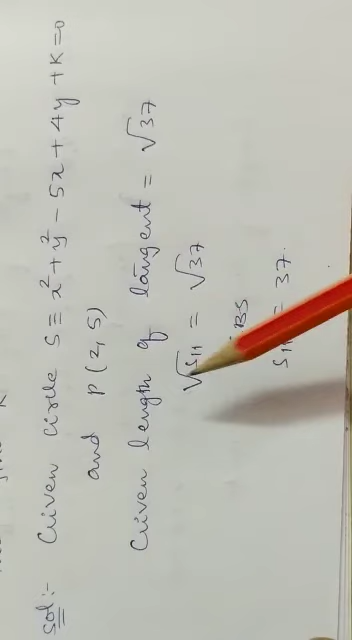 Sol:- Given circle S ≡ x² + y² - 5x + 4y + K = 0
and P(2, 5)
Given length of tangent = √37
√S₁₁ = √37
BS
S₁₁ = 37.